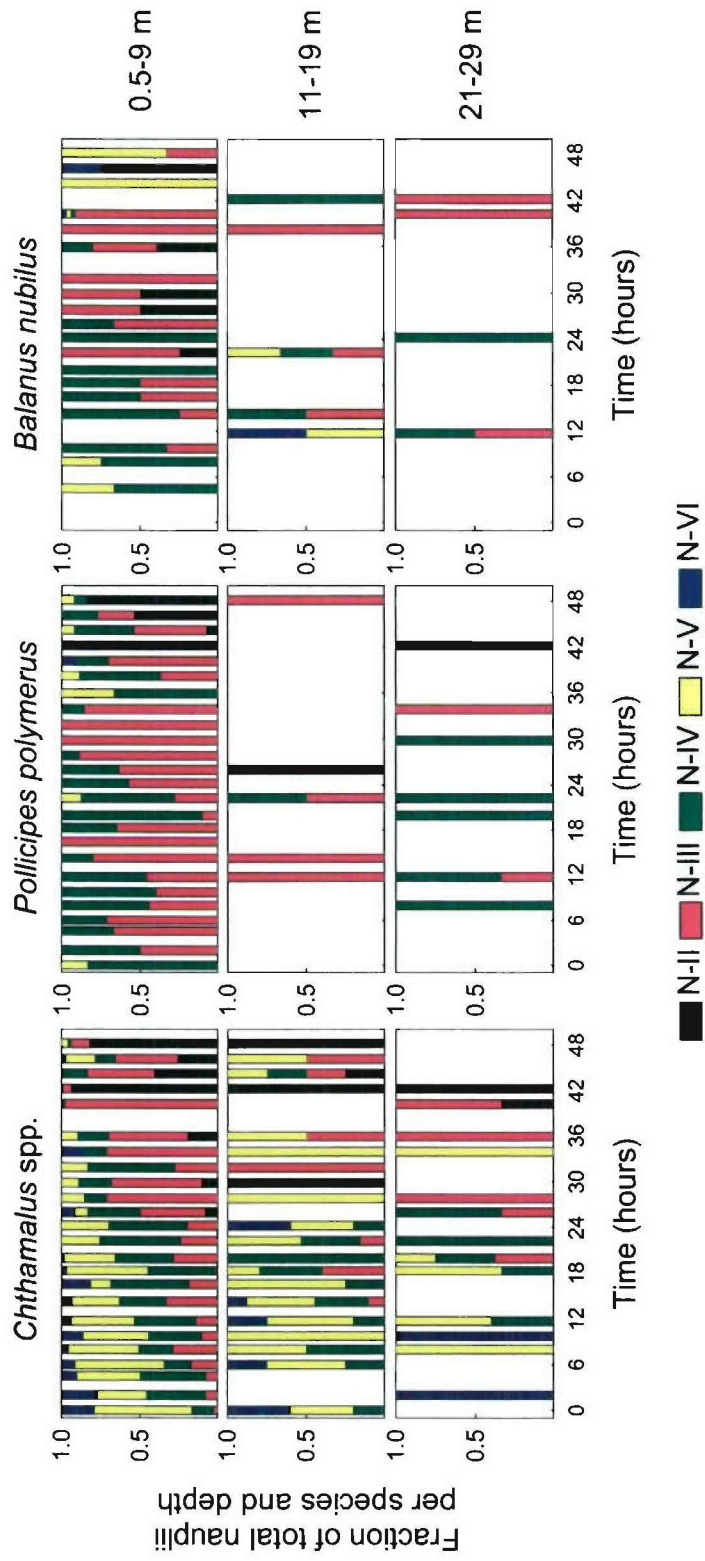 Chthamalus spp.
Pollicipes polymerus
Balanus nubilus
Fraction of total nauplii
per species and depth
1.0
0.5
1.0
0.5
1.0
0.5
0.5-9 m
1.0
0.5
1.0
0.5
1.0
0.5
11-19 m
1.0
0.5
1.0
0.5
1.0
0.5
21-29 m
0 6 12 18 24 30 36 42 48
0 6 12 18 24 30 36 42 48
0 6 12 18 24 30 36 42 48
Time (hours)
Time (hours)
Time (hours)
N-II N-III N-IV N-V N-VI